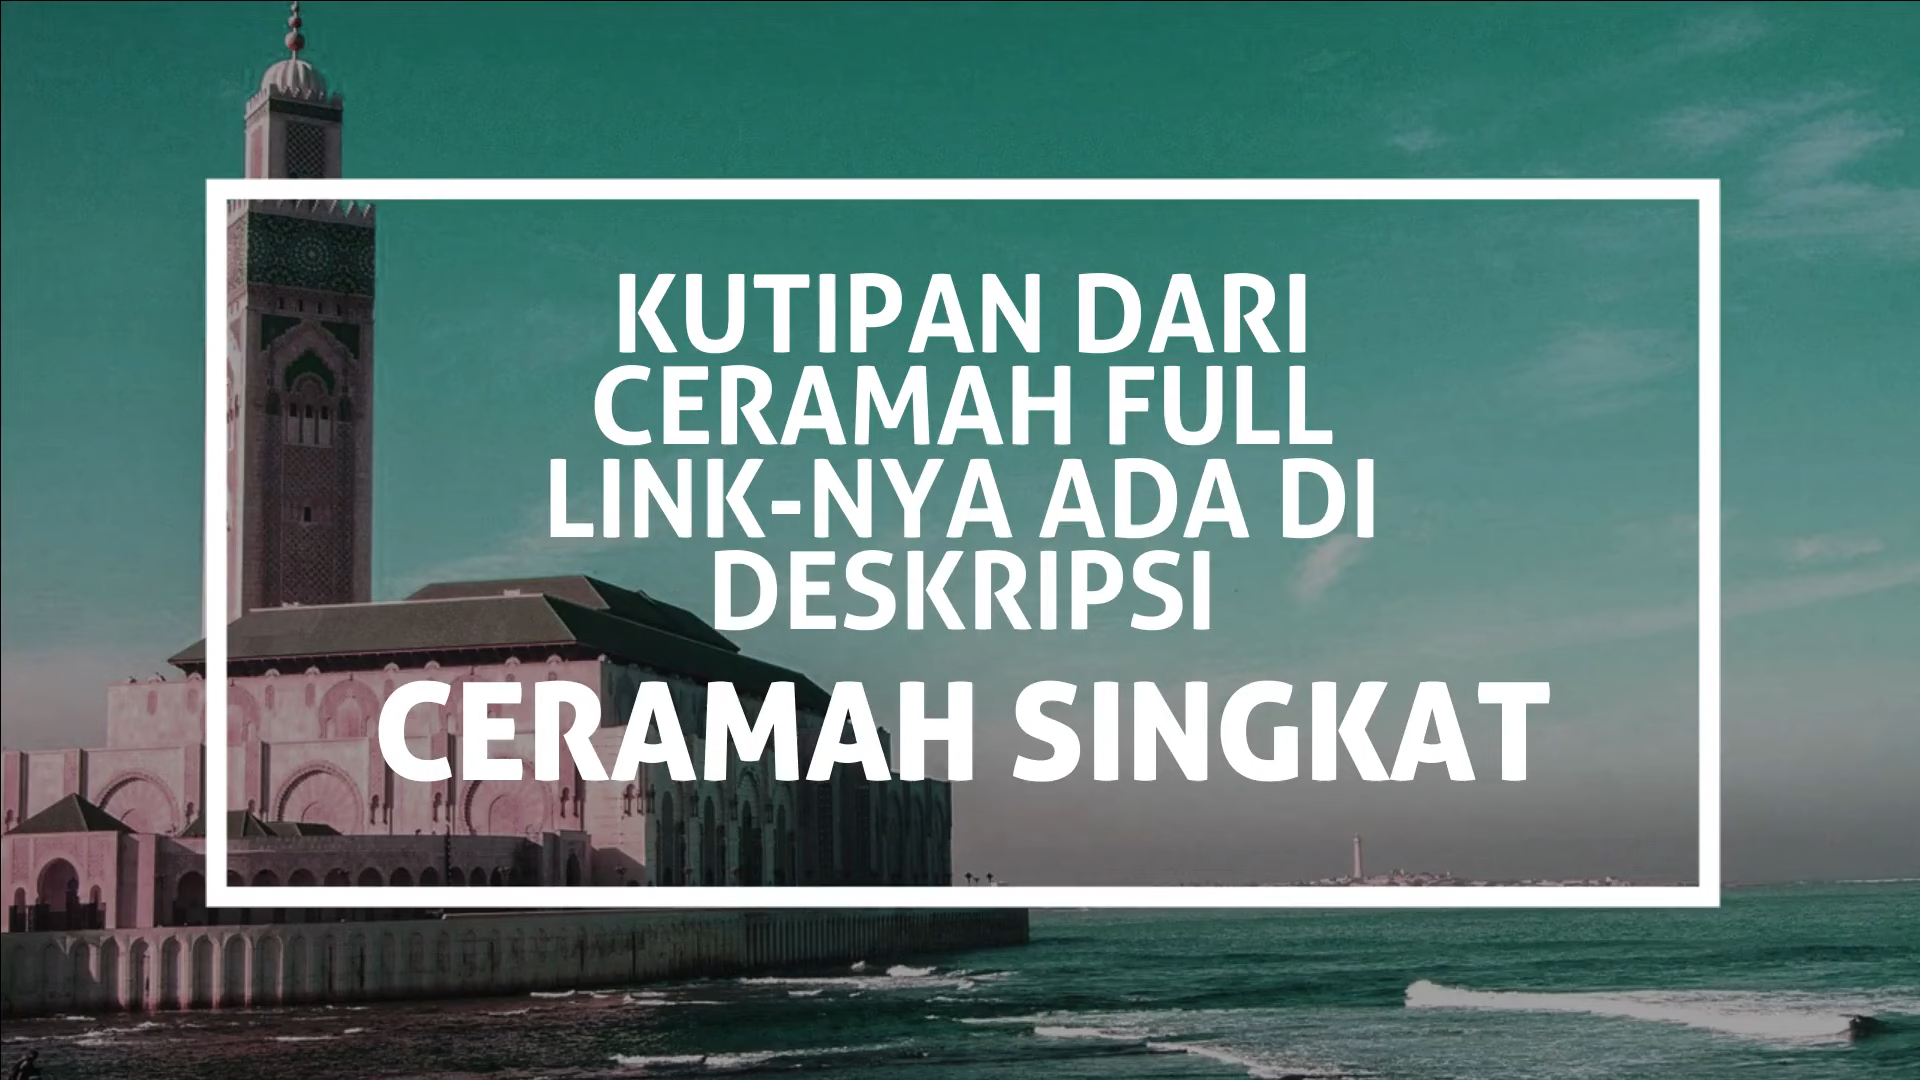 KUTIPAN DARI
CERAMAH FULL
LINK-NYA ADA DI
DESKRIPSI
CERAMAH SINGKAT